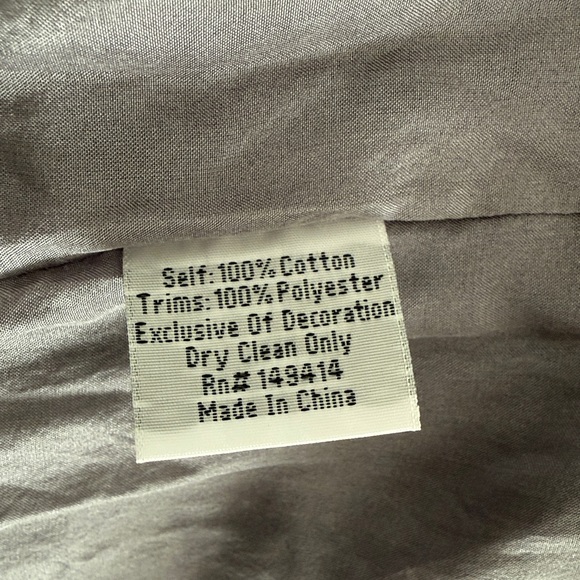 Self: 100% Cotton
Trims: 100% Polyester
Exclusive Of Decoration
Dry Clean Only
Rn# 149414
Made In China